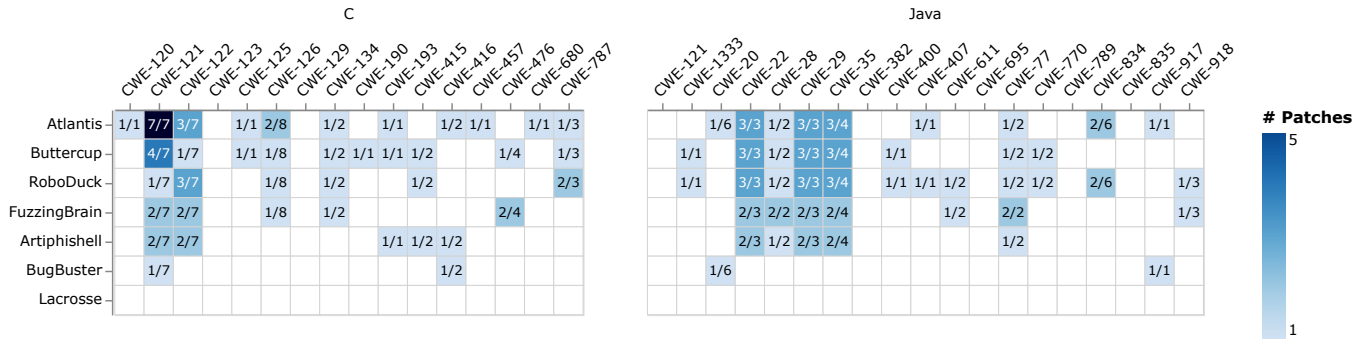 C
Java
CWE-120
CWE-121
CWE-122
CWE-123
CWE-125
CWE-126
CWE-129
CWE-134
CWE-190
CWE-193
CWE-415
CWE-416
CWE-457
CWE-476
CWE-680
CWE-787
CWE-121
CWE-1333
CWE-20
CWE-22
CWE-28
CWE-29
CWE-35
CWE-382
CWE-400
CWE-407
CWE-611
CWE-695
CWE-77
CWE-770
CWE-789
CWE-834
CWE-835
CWE-917
CWE-918
Atlantis 1/1 7/7 3/7 1/1 2/8 1/2 1/1 1/2 1/1 1/1 1/3 1/6 3/3 1/2 3/3 3/4 1/1 1/2 2/6 1/1
Buttercup 4/7 1/7 1/1 1/8 1/2 1/1 1/1 1/2 1/4 1/3 1/1 3/3 1/2 3/3 3/4 1/1 1/2 1/2
RoboDuck 1/7 3/7 1/8 1/2 1/2 2/3 1/1 3/3 1/2 3/3 3/4 1/1 1/1 1/2 1/2 1/2 2/6 1/3
FuzzingBrain 2/7 2/7 1/8 1/2 2/4 2/3 2/2 2/3 2/4 1/2 2/2 1/3
Artiphishell 2/7 2/7 1/1 1/2 1/2 2/3 1/2 2/3 2/4 1/2
BugBuster 1/7 1/2 1/6 1/1
Lacrosse
# Patches
5
1